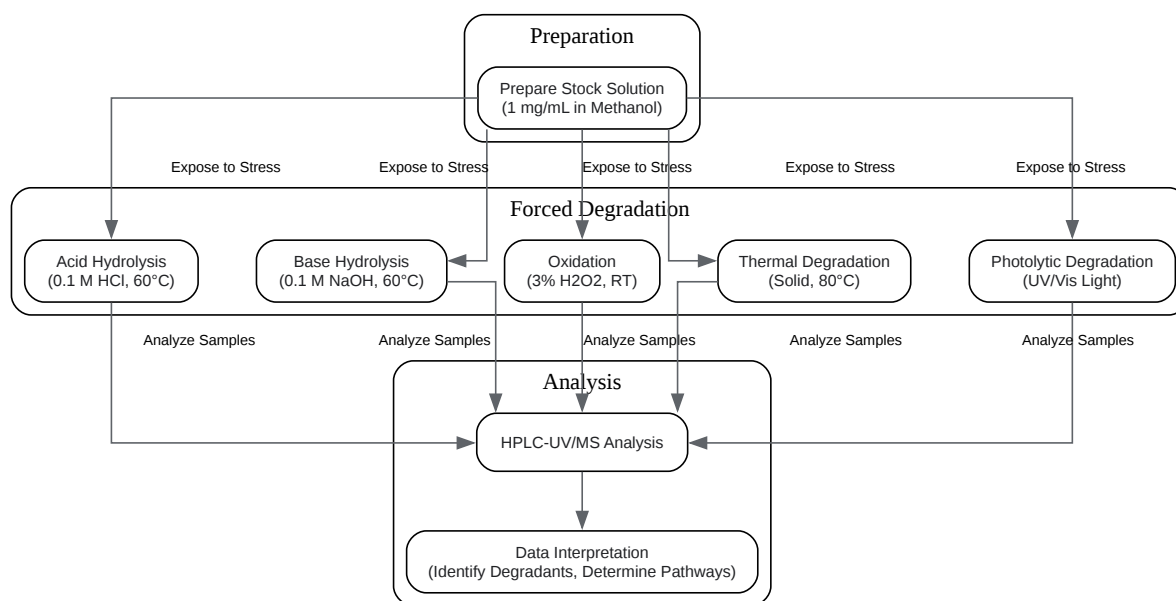 Preparation
Prepare Stock Solution
(1 mg/mL in Methanol)
Expose to Stress
Expose to Stress
Expose to Stress
Expose to Stress
Expose to Stress
Forced Degradation
Acid Hydrolysis
(0.1 M HCl, 60°C)
Base Hydrolysis
(0.1 M NaOH, 60°C)
Oxidation
(3% H2O2, RT)
Thermal Degradation
(Solid, 80°C)
Photolytic Degradation
(UV/Vis Light)
Analyze Samples
Analyze Samples
Analyze Samples
Analyze Samples
Analyze Samples
Analysis
HPLC-UV/MS Analysis
Data Interpretation
(Identify Degradants, Determine Pathways)